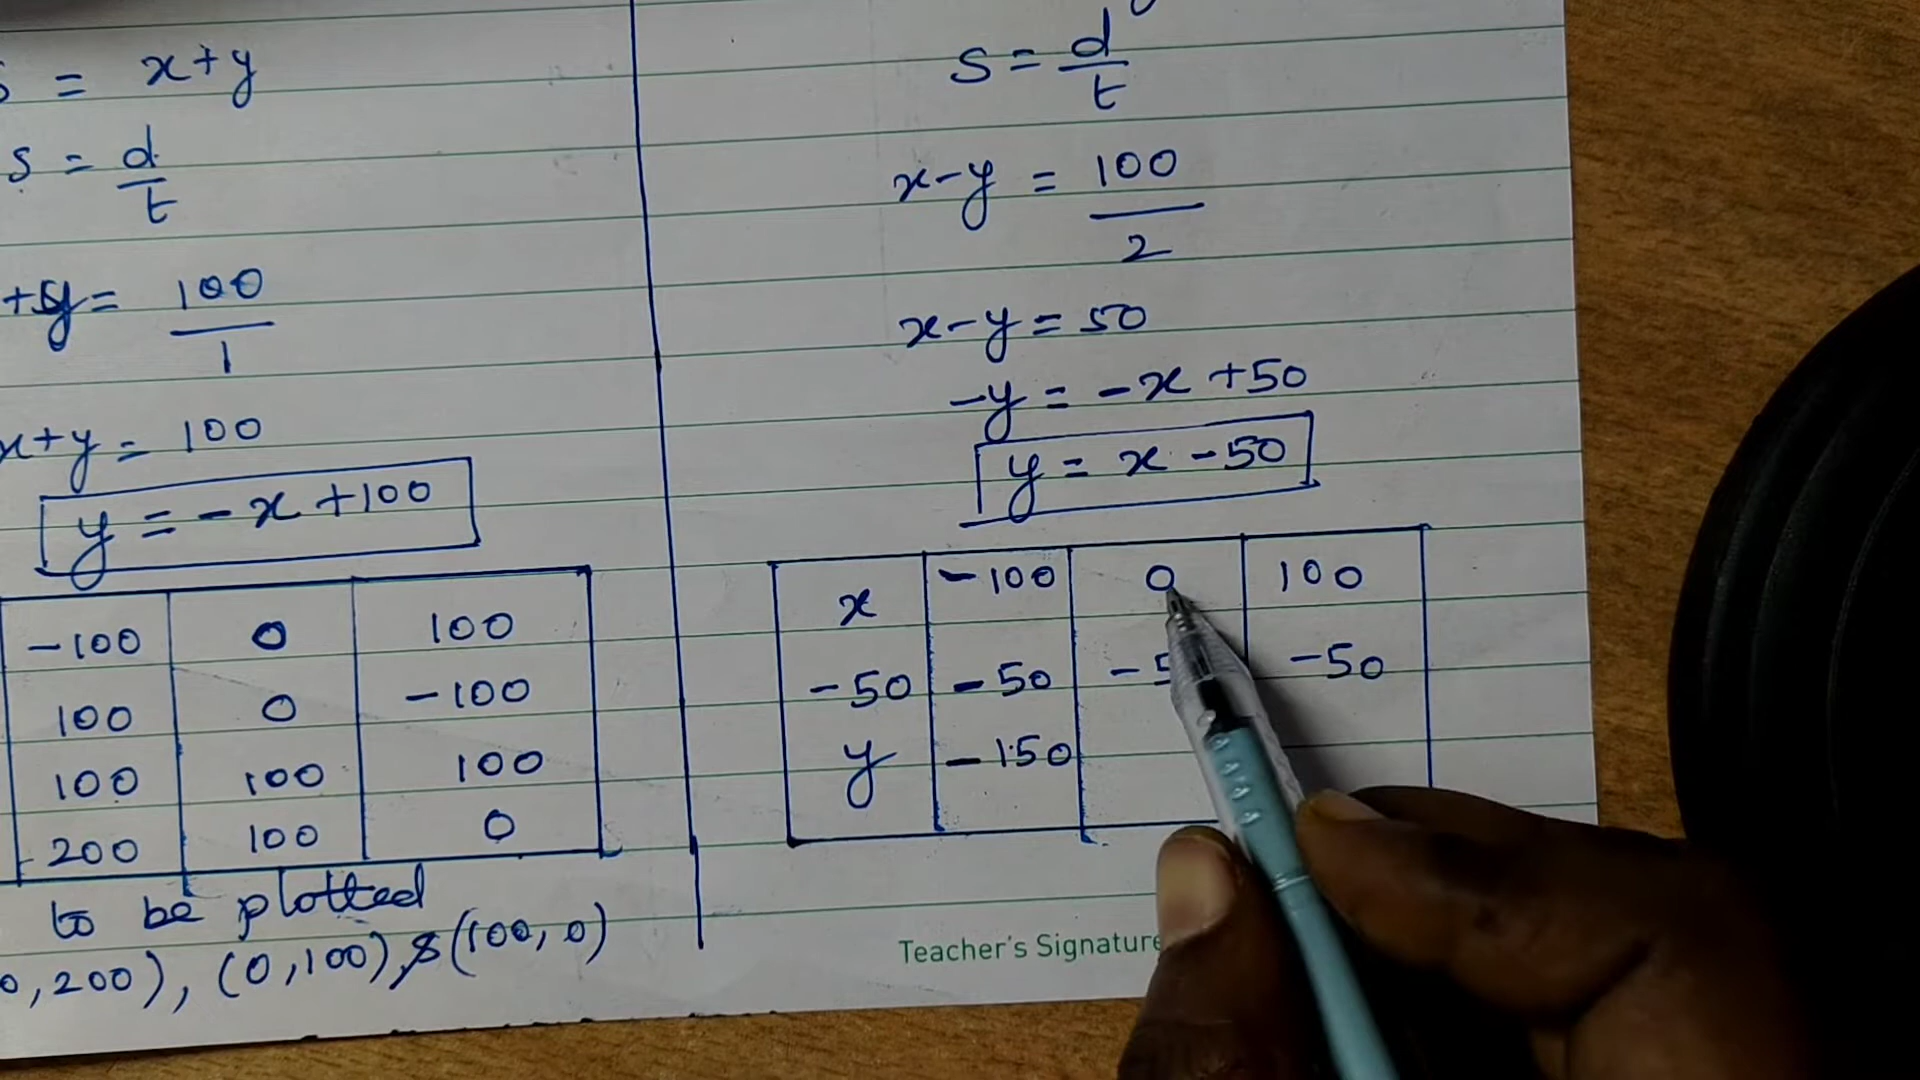 = x+y
s = d/t
+y = 100/1
x+y = 100
y = -x +100
-100 0 100
100 0 -100
100 100 100
200 100 0
to be plotted
0,200), (0,100), & (100, 0)
s = d/t
x-y = 100/2
x-y = 50
-y = -x +50
y = x - 50
x -100 0 100
-50 -50 -50
y -150
Teacher's Signature